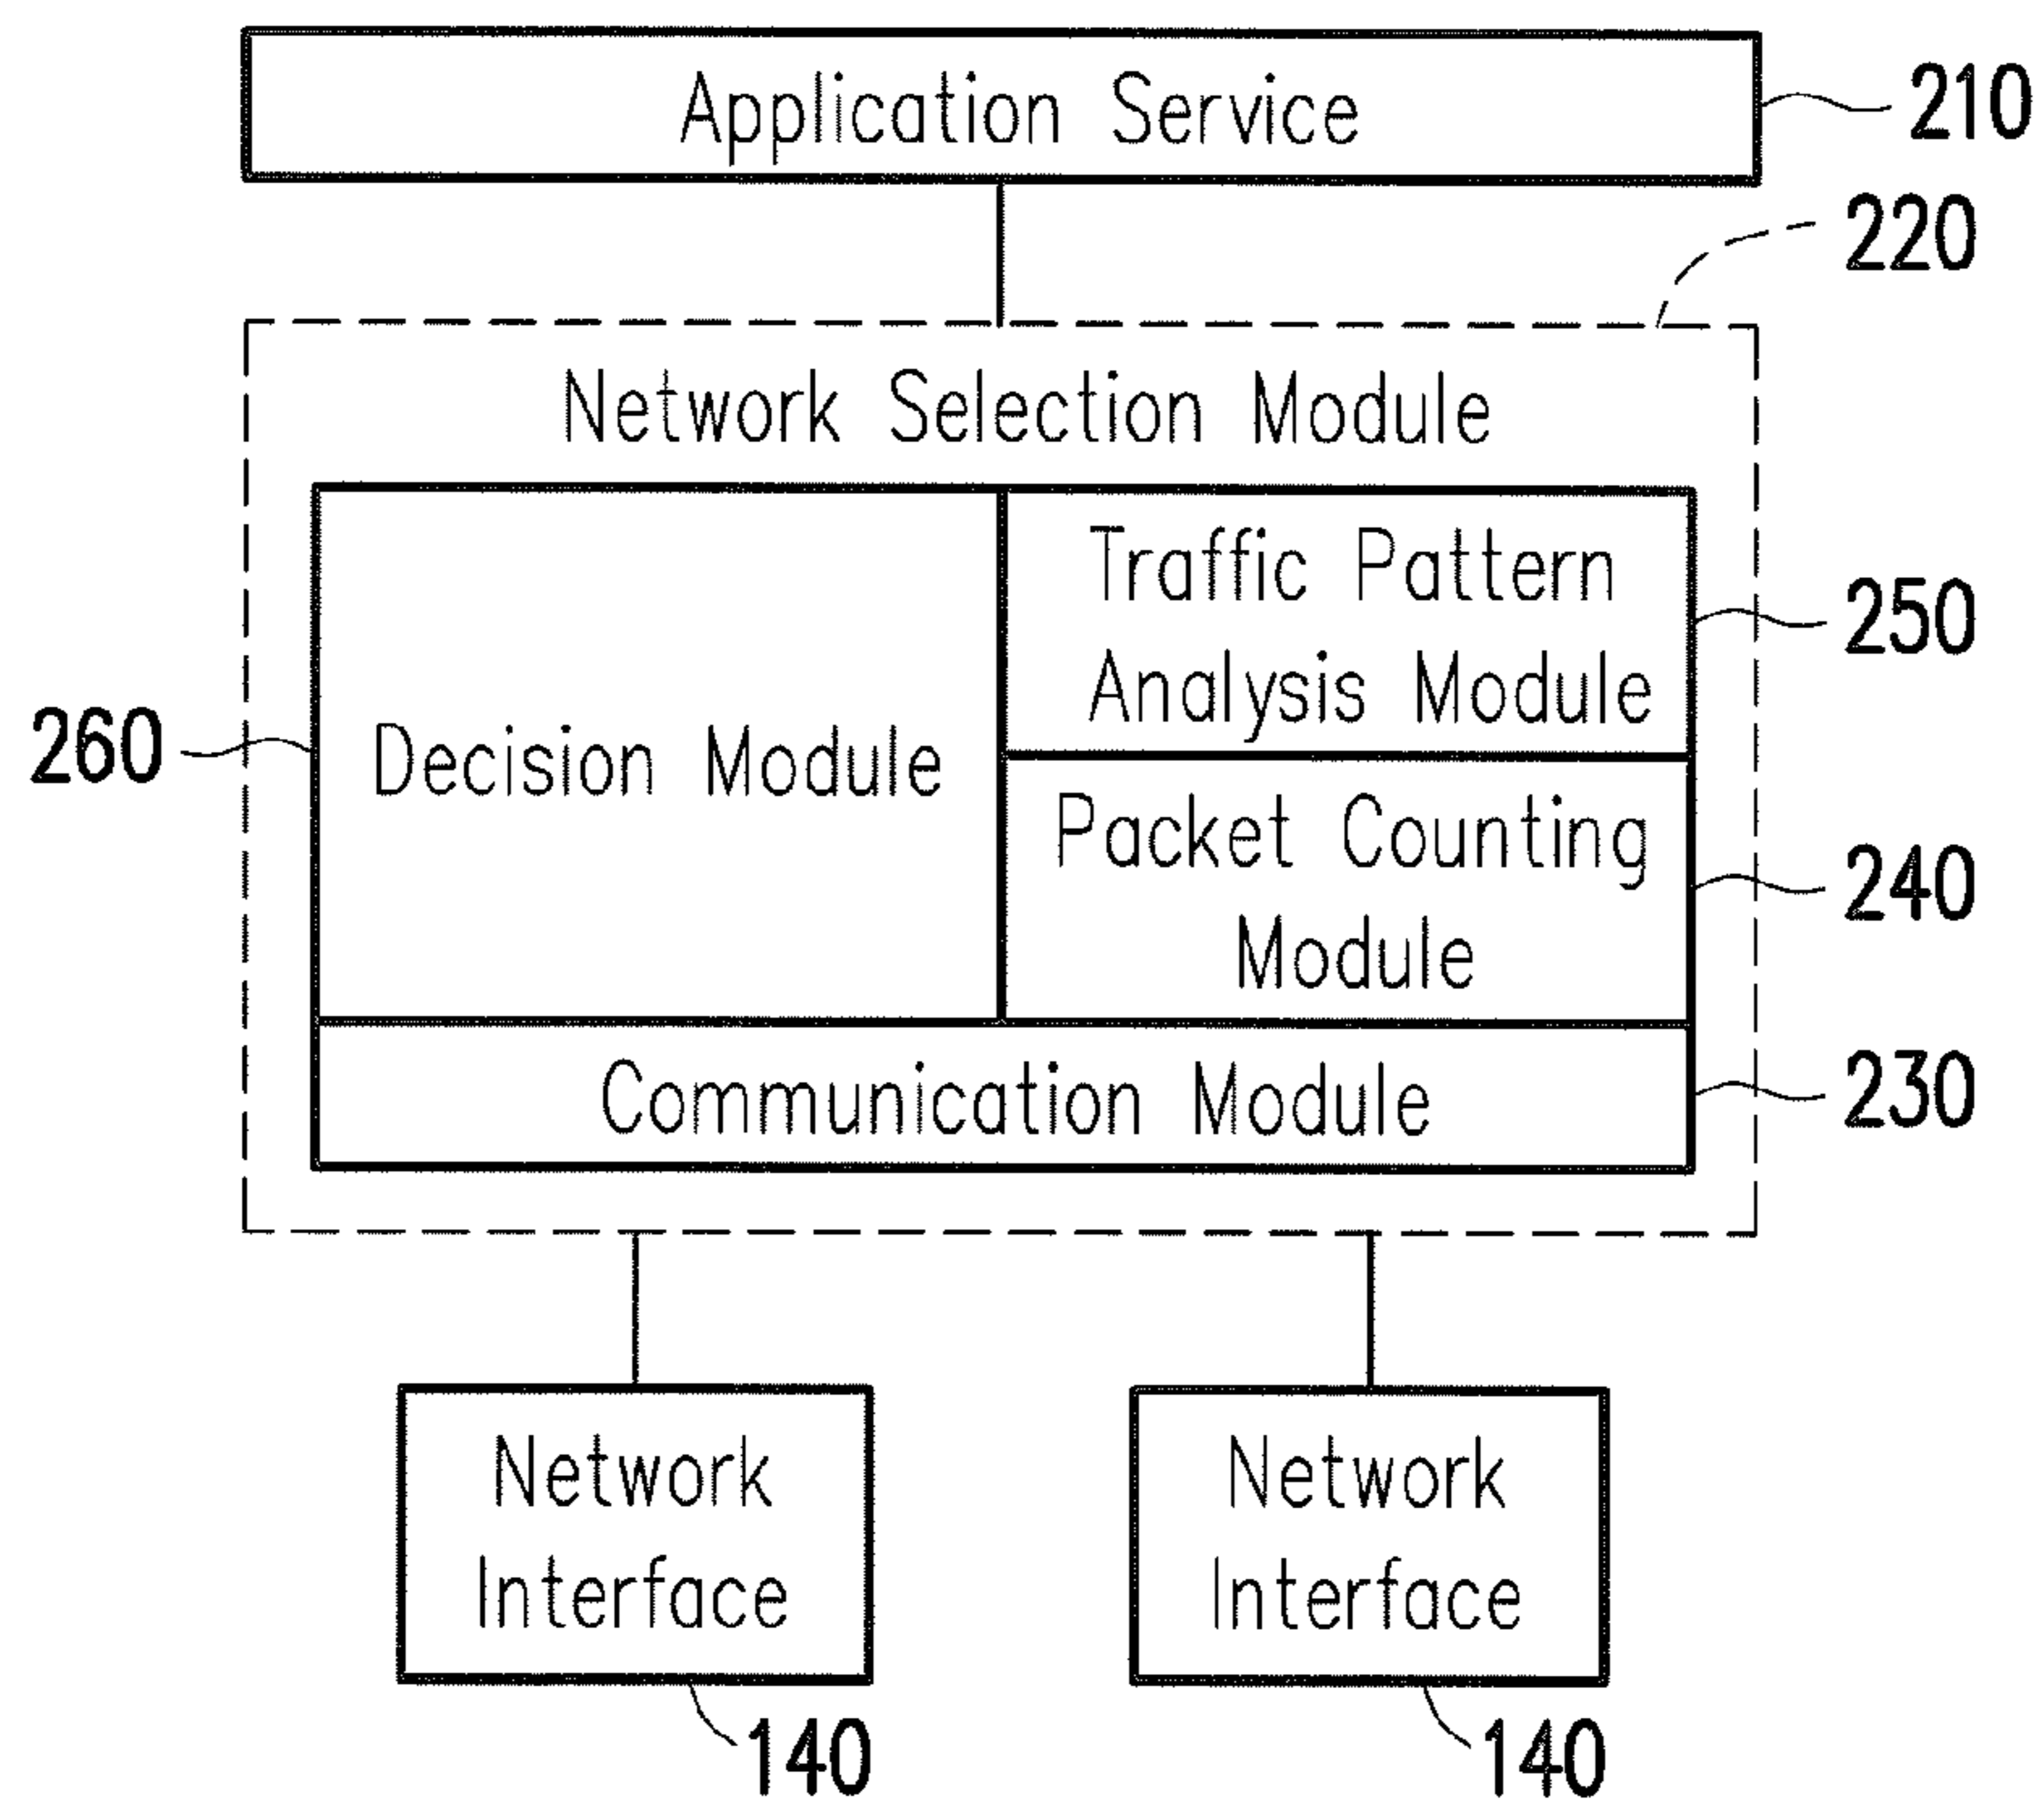 Application Service
210
220
Network Selection Module
Traffic Pattern
Analysis Module
250
260
Decision Module
Packet Counting
Module
240
Communication Module
230
Network
Interface
140
Network
Interface
140